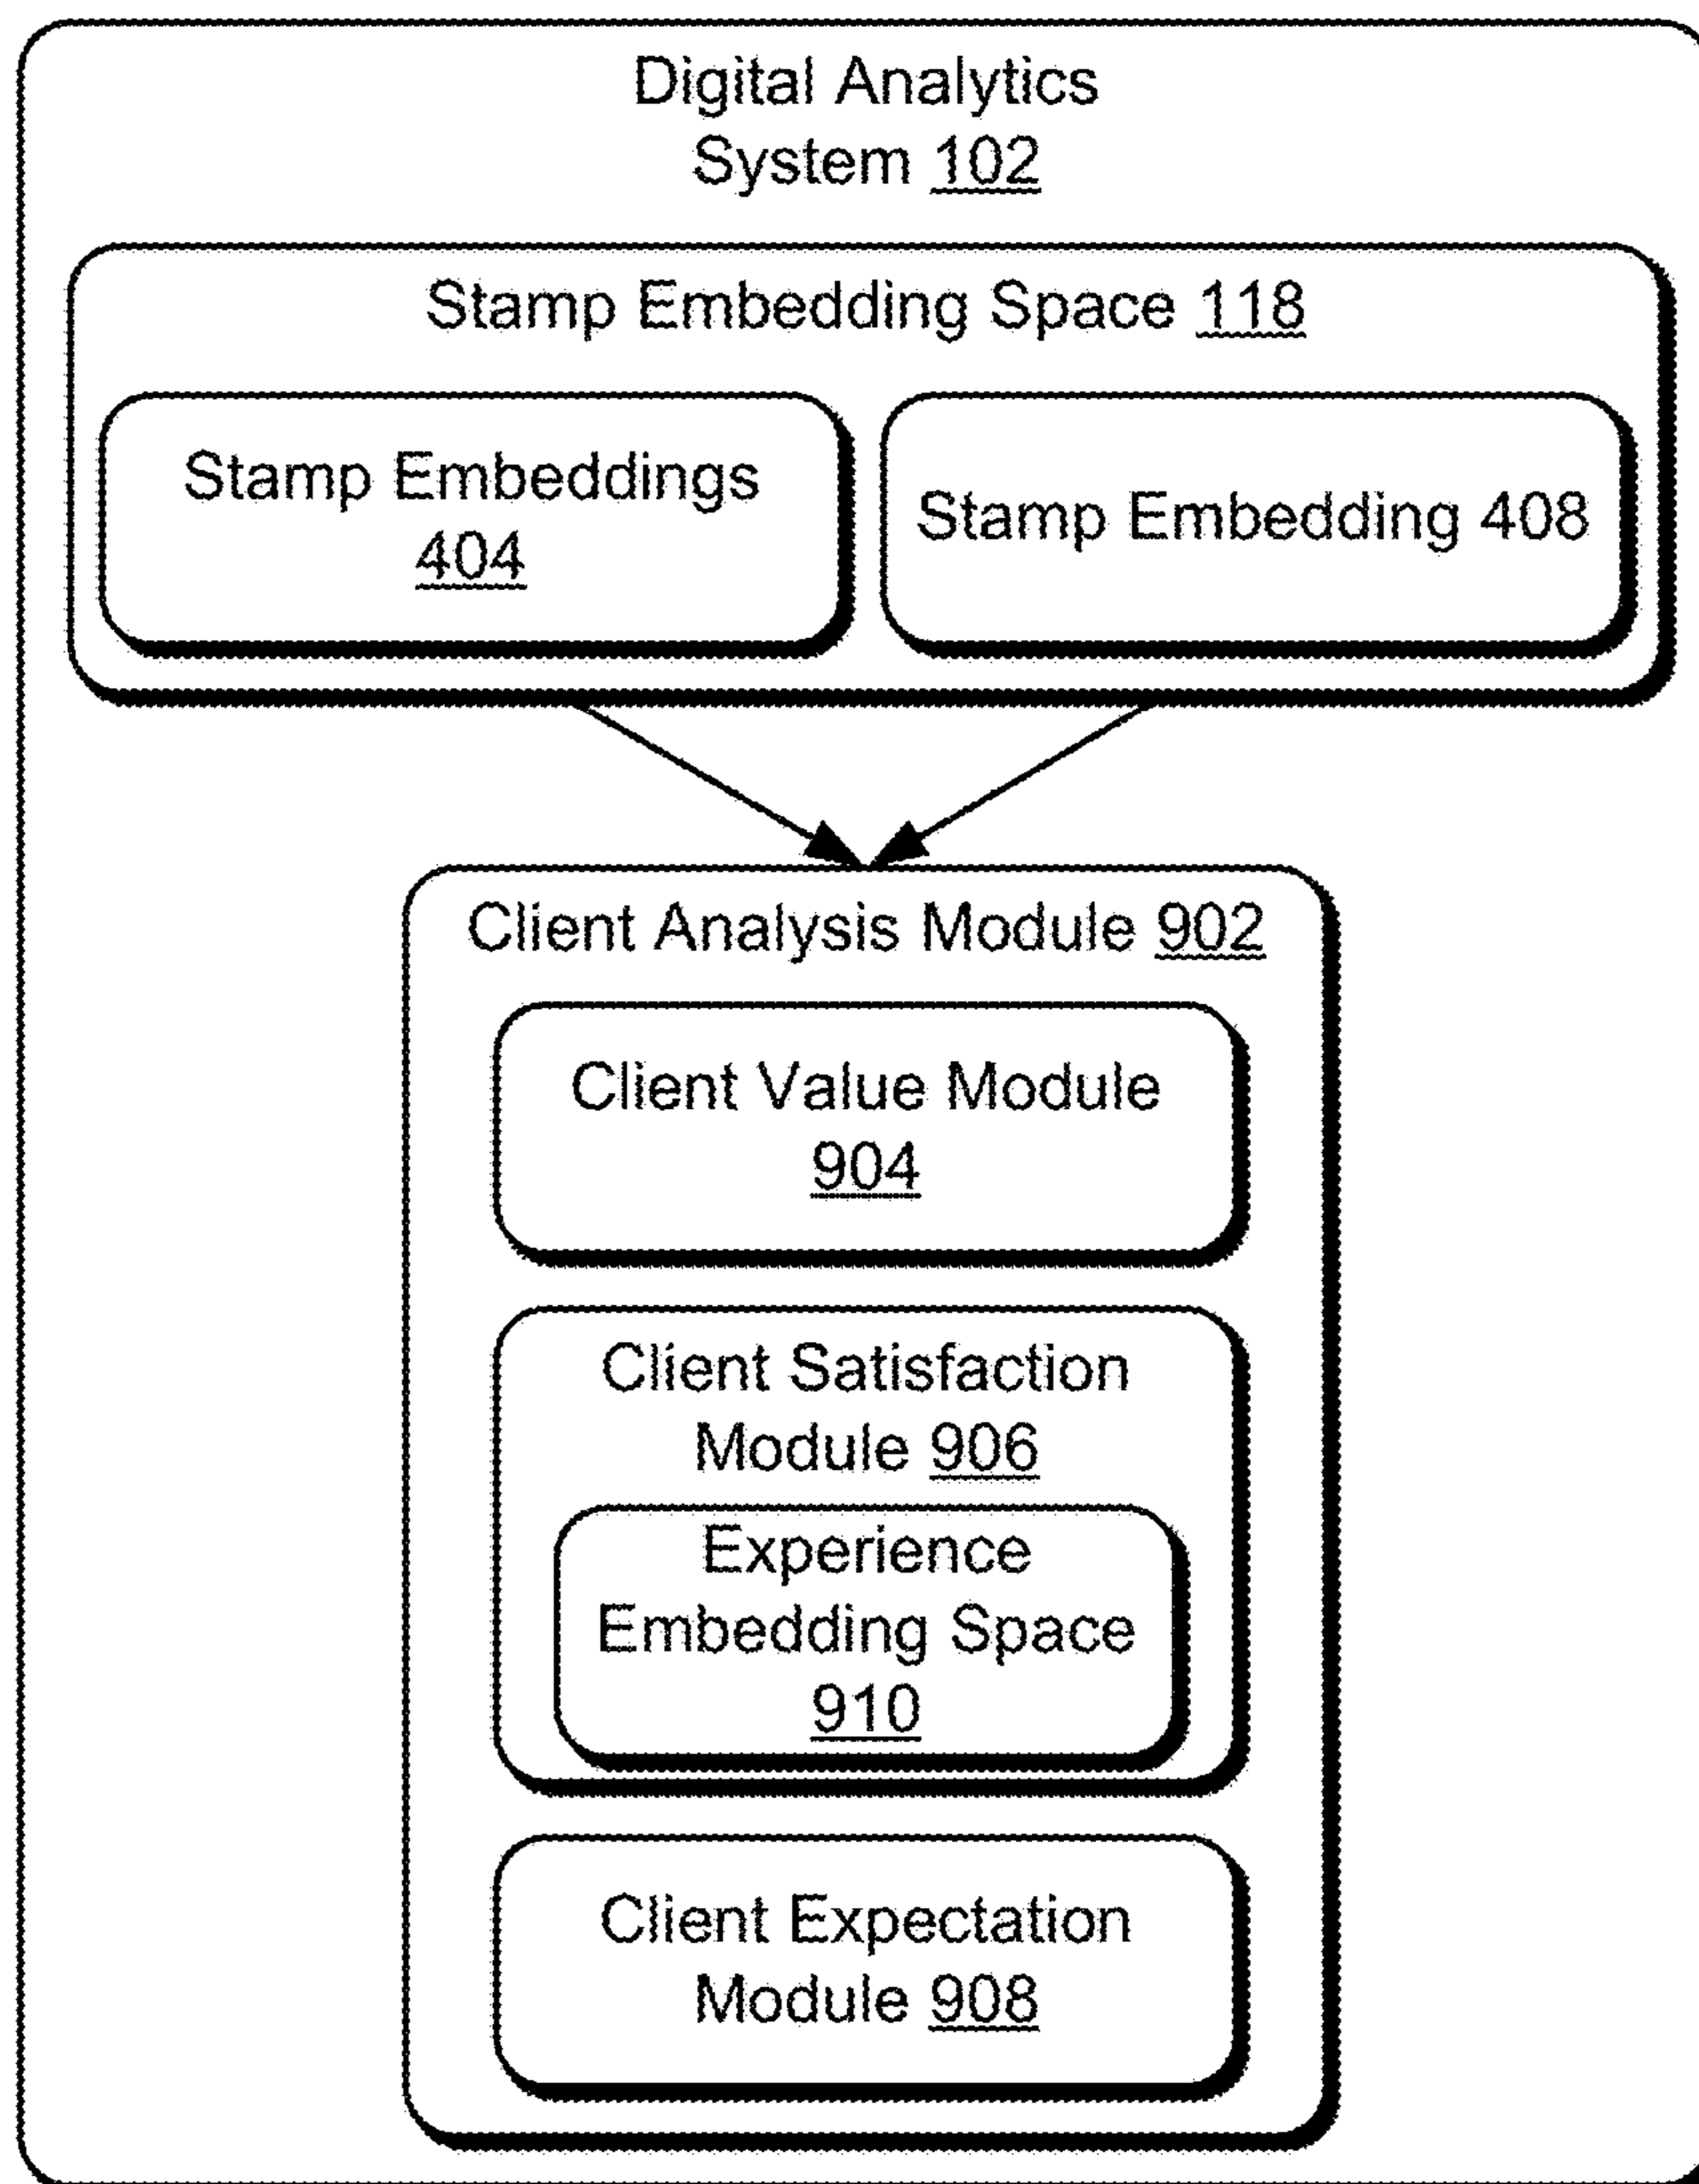 Digital Analytics
System 102
Stamp Embedding Space 118
Stamp Embeddings
404
Stamp Embedding 408
Client Analysis Module 902
Client Value Module
904
Client Satisfaction
Module 906
Experience
Embedding Space
910
Client Expectation
Module 908